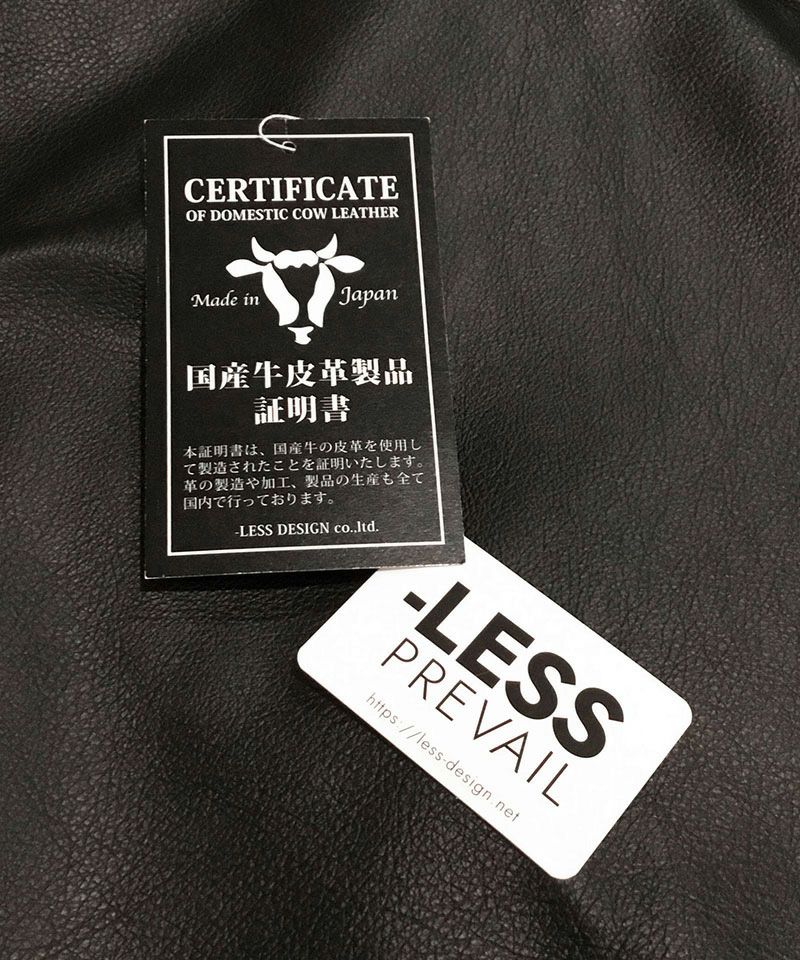 CERTIFICATE
OF DOMESTIC COW LEATHER
Made in Japan
国産牛皮革製品
証明書
本証明書は、国産牛の皮革を使用し
て製造されたことを証明いたします。
革の製造や加工、製品の生産も全て
国内で行っております。
-LESS DESIGN co.,ltd.
-LESS
PREVAIL
https://less-design.net